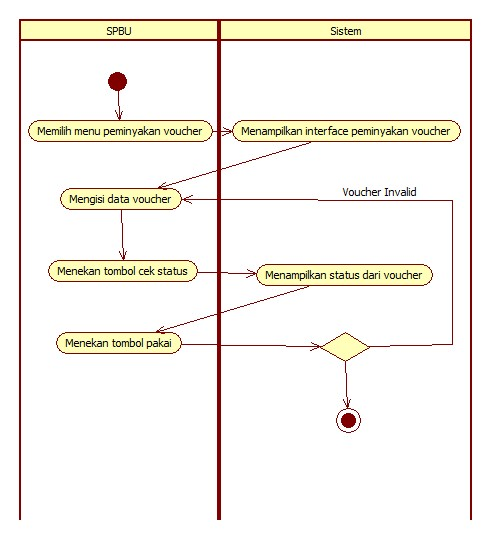 SPBU
Sistem
Memilih menu peminyakan voucher
Menampilkan interface peminyakan voucher
Voucher Invalid
Mengisi data voucher
Menekan tombol cek status
Menampilkan status dari voucher
Menekan tombol pakai